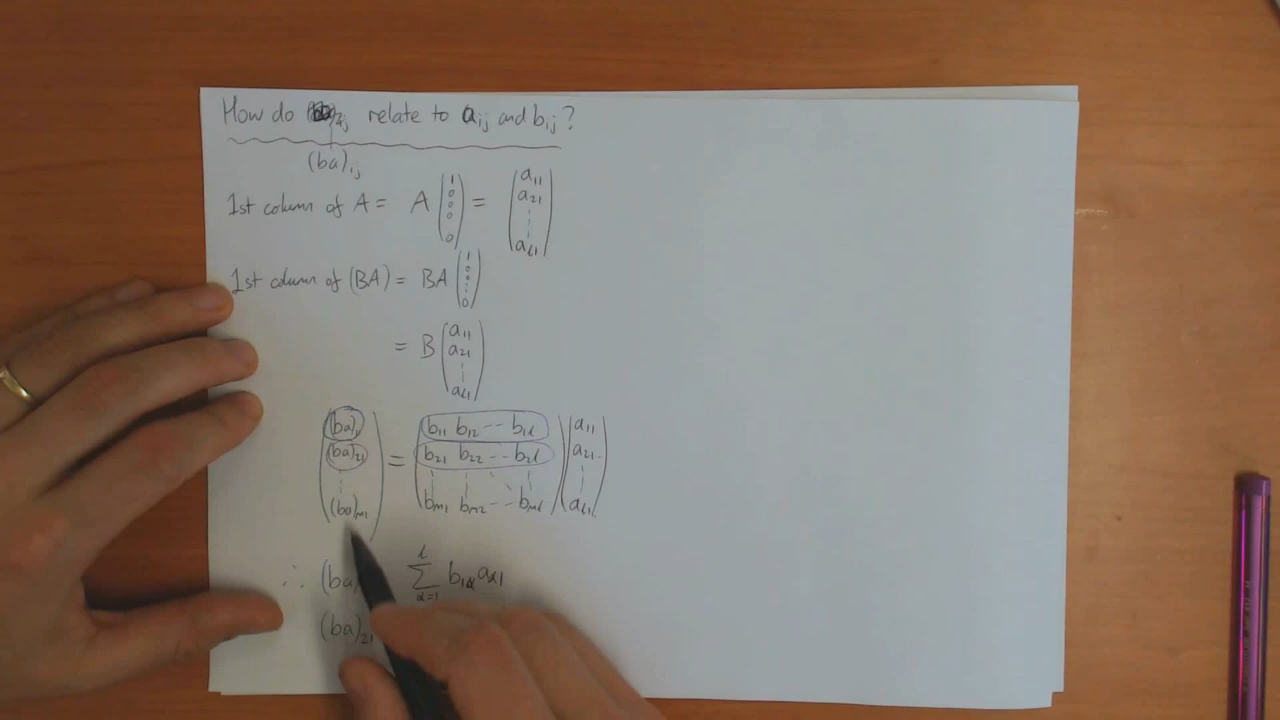 How do relate to aᵢⱼ and bᵢⱼ?
(ba)ᵢⱼ
1st column of A = A (1 0 0 0 0) = (a₁₁ a₂₁ ⋮ aₗ₁)
1st column of (BA) = BA (1 0 0 ⋮ 0)
= B (a₁₁ a₂₁ ⋮ aₗ₁)
(ba)₁₁ = b₁₁ b₁₂ --- b₁ₗ a₁₁
(ba)₂₁ b₂₁ b₂₂ --- b₂ₗ a₂₁
(ba)ₘ₁ bₘ₁ bₘ₂ --- bₘₗ aₗ₁
∴ (ba) l ∑ α=1 b₁α aα₁
(ba)₂₁